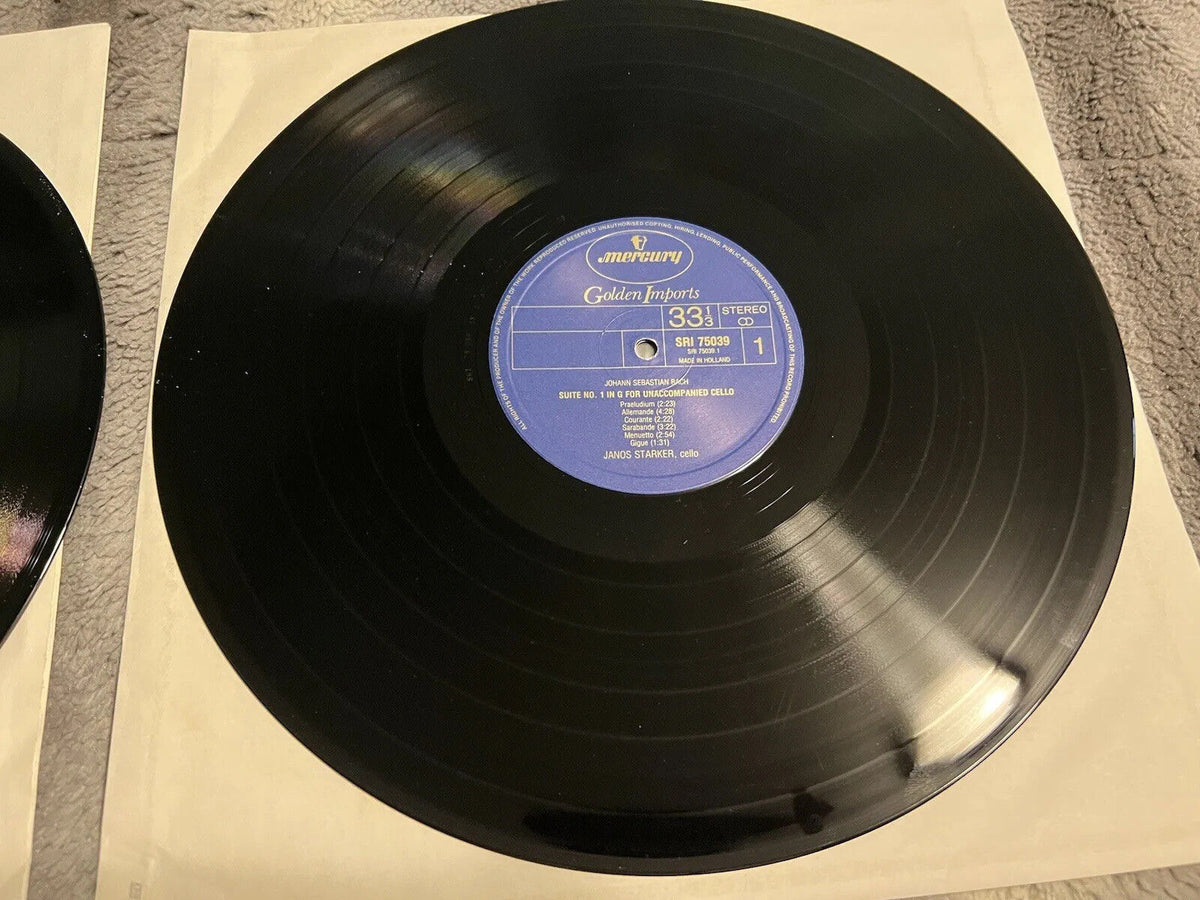 ALL RIGHTS OF THE PRODUCER AND OF THE OWNER OF THE WORK REPRODUCED RESERVED. UNAUTHORISED COPYING, HIRING, LENDING, PUBLIC PERFORMANCE AND BROADCASTING OF THIS RECORD PROHIBITED.
mercury
Golden Imports
33 1/3
STEREO
SRI 75039
SRI 75039.1
MADE IN HOLLAND
1
JOHANN SEBASTIAN BACH
SUITE NO. 1 IN G FOR UNACCOMPANIED CELLO
Praeludium (2:23)
Allemande (4:28)
Courante (2:22)
Sarabande (3:22)
Menuetto (2:54)
Gigue (1:31)
JANOS STARKER, cello